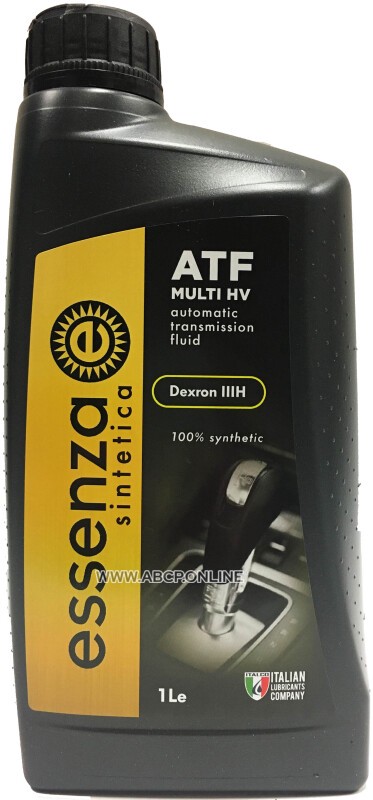 essenza
sintetica
e
ATF
MULTI HV
automatic
transmission
fluid
Dexron IIIH
100% synthetic
WWW.ABCP.ONLINE
1Le
ITALCO
ITALIAN
LUBRICANTS
COMPANY